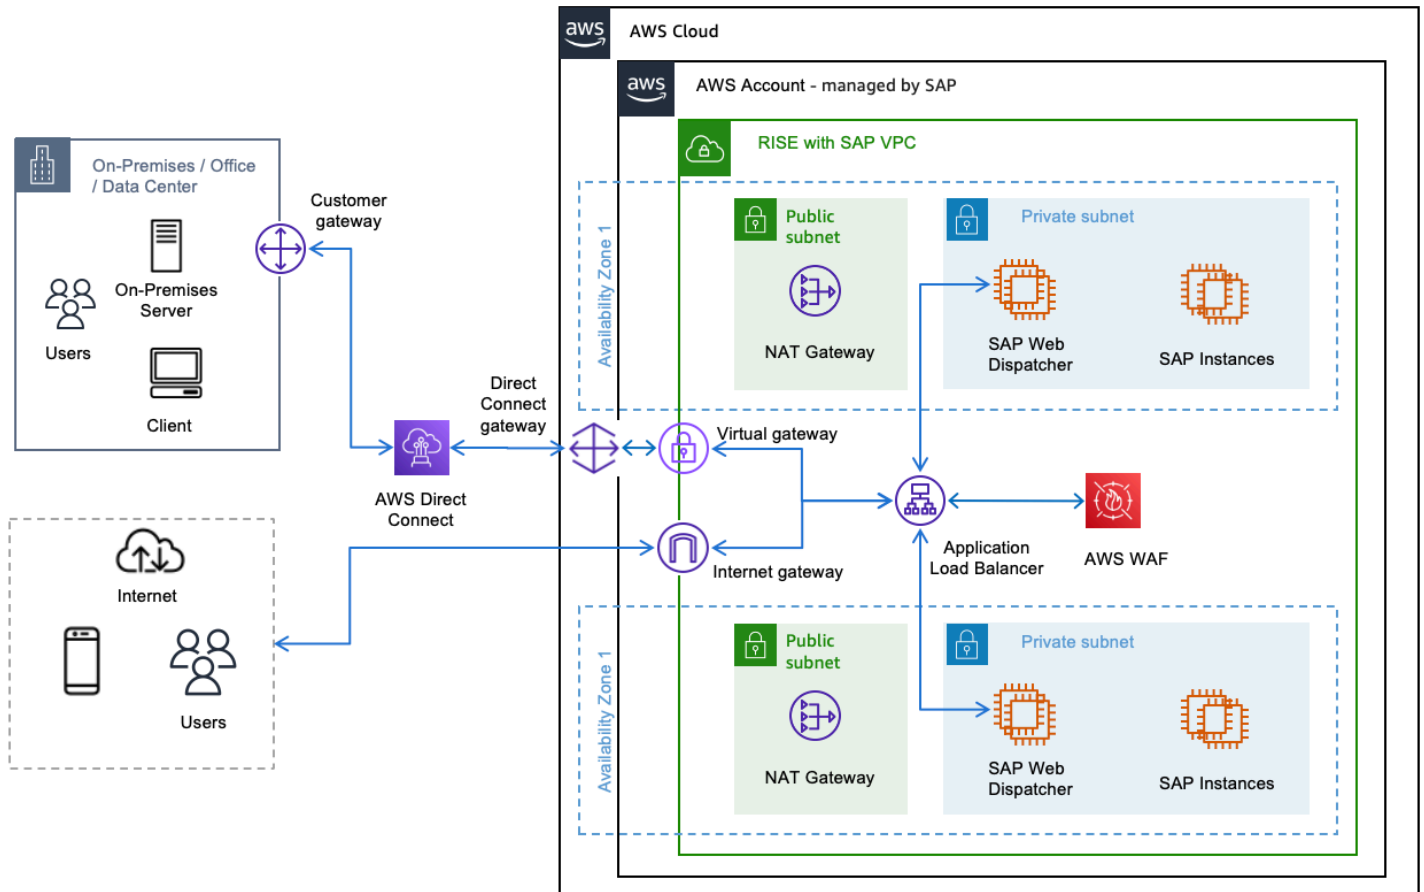 aws
AWS Cloud
aws
AWS Account - managed by SAP
RISE with SAP VPC
On-Premises / Office
/ Data Center
Customer
gateway
On-Premises
Server
Users
Client
Availability Zone 1
Public
subnet
NAT Gateway
Private subnet
SAP Web
Dispatcher
SAP Instances
Direct
Connect
gateway
Virtual gateway
AWS Direct
Connect
Internet
Users
Internet gateway
Application
Load Balancer
AWS WAF
Availability Zone 1
Public
subnet
NAT Gateway
Private subnet
SAP Web
Dispatcher
SAP Instances